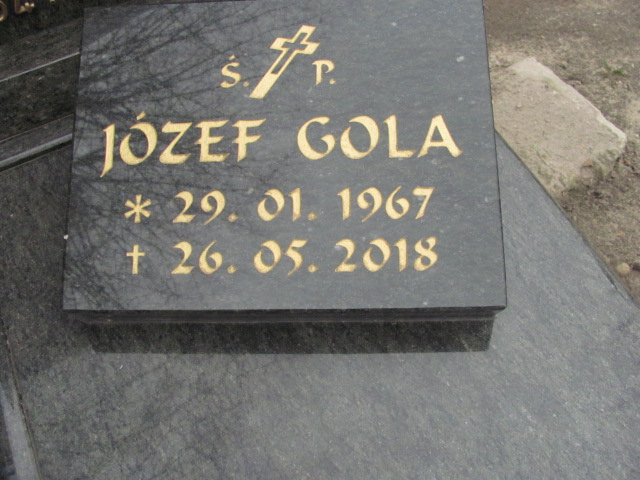 Ś. P.
JÓZEF GOLA
* 29. 01. 1967
† 26. 05. 2018